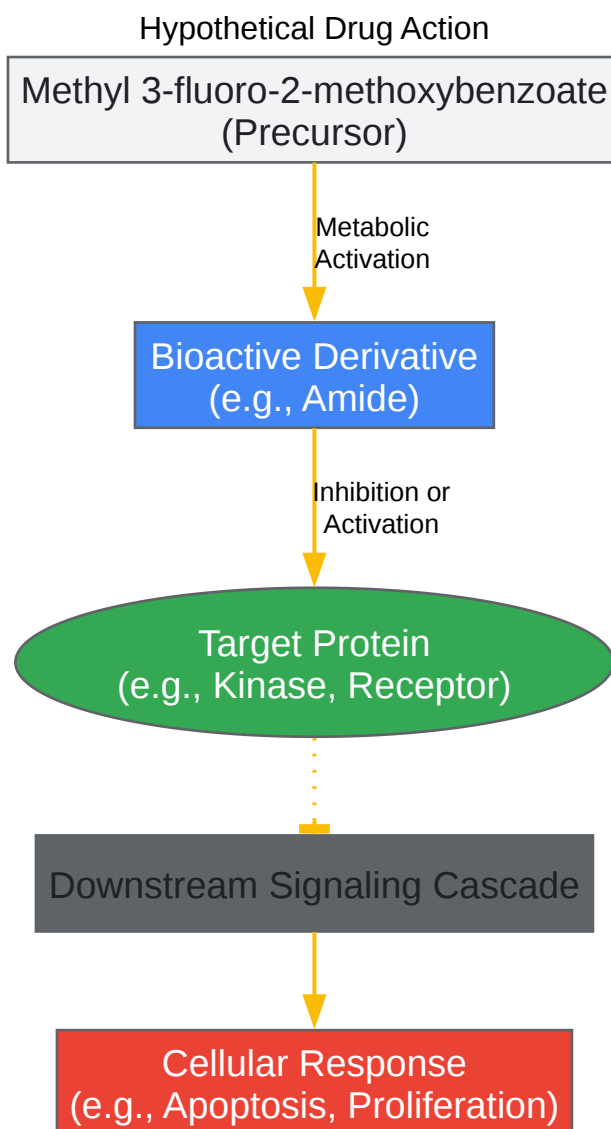 Hypothetical Drug Action
Methyl 3-fluoro-2-methoxybenzoate
(Precursor)
Metabolic
Activation
Bioactive Derivative
(e.g., Amide)
Inhibition or
Activation
Target Protein
(e.g., Kinase, Receptor)
Downstream Signaling Cascade
Cellular Response
(e.g., Apoptosis, Proliferation)